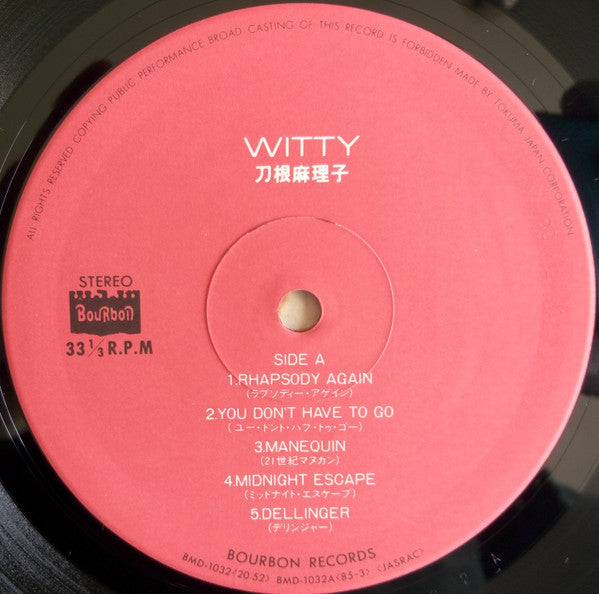 ALL RIGHTS RESERVED COPYING PUBLIC PERFORMANCE BROAD CASTING OF THIS RECORD IS FORBIDDEN MADE BY TOKUMA JAPAN CORPORATION.
WITTY
刀根麻理子
STEREO
BouRboN
33 1/3 R.P.M
SIDE A
1.RHAPSODY AGAIN
(ラプソディー・アゲイン)
2.YOU DON'T HAVE TO GO
(ユー・ドント・ハフ・トゥ・ゴー)
3.MANEQUIN
(21世紀マヌカン)
4.MIDNIGHT ESCAPE
(ミッドナイト・エスケープ)
5.DELLINGER
(デリンジャー)
BOURBON RECORDS
BMD-1032<20・52> BMD-1032A<85-3> <JASRAC>